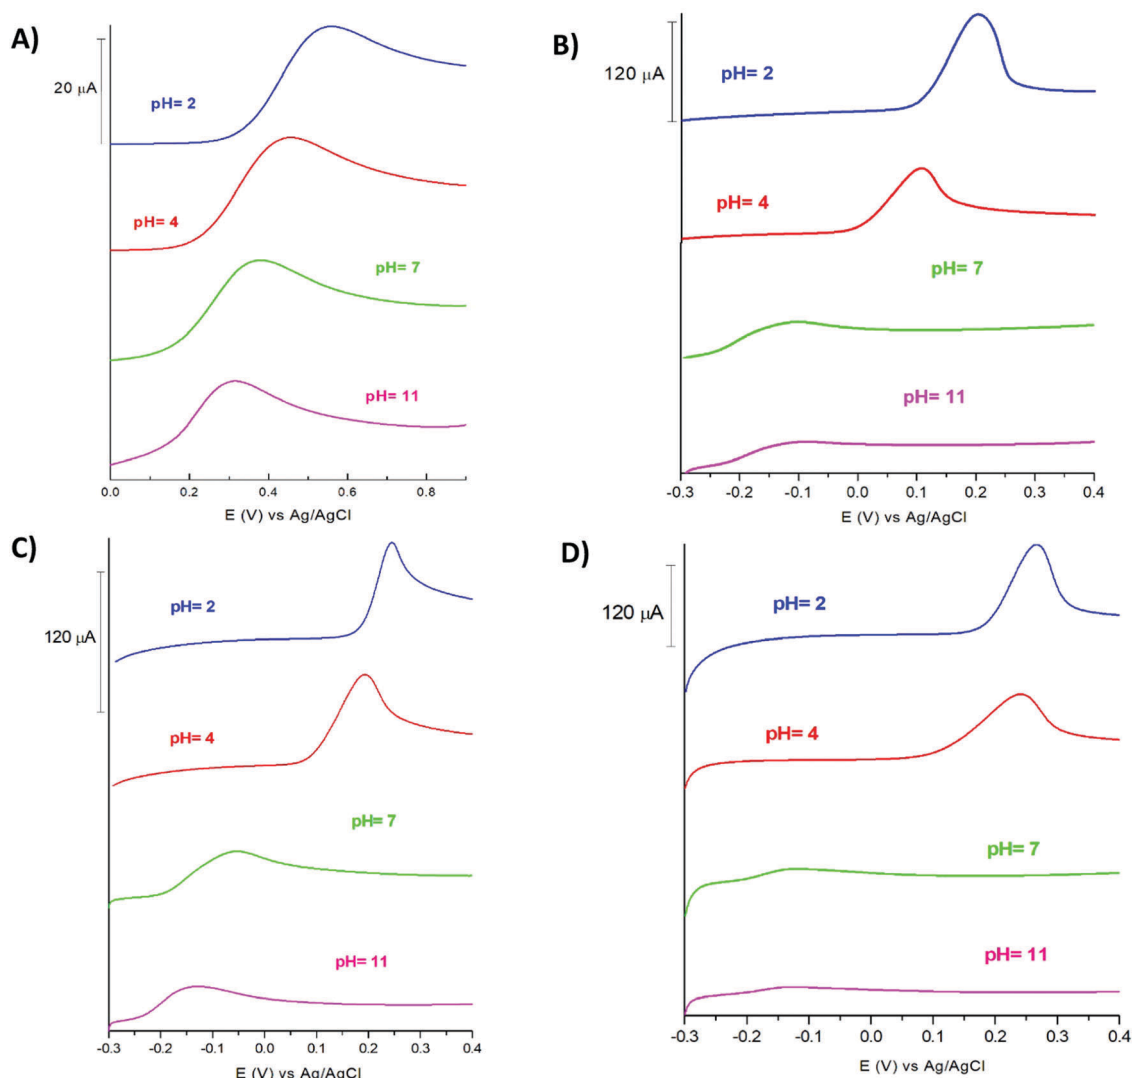 A)
20 μA
pH= 2
pH= 4
pH= 7
pH= 11
0.0 0.2 0.4 0.6 0.8
E (V) vs Ag/AgCl
B)
120 μA
pH= 2
pH= 4
pH= 7
pH= 11
-0.3 -0.2 -0.1 0.0 0.1 0.2 0.3 0.4
E (V) vs Ag/AgCl
C)
120 μA
pH= 2
pH= 4
pH= 7
pH= 11
-0.3 -0.2 -0.1 0.0 0.1 0.2 0.3 0.4
E (V) vs Ag/AgCl
D)
120 μA
pH= 2
pH= 4
pH= 7
pH= 11
-0.3 -0.2 -0.1 0.0 0.1 0.2 0.3 0.4
E (V) vs Ag/AgCl